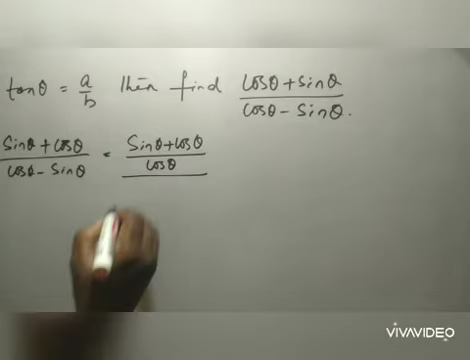 tanθ = a/b then find (cosθ + sinθ)/(cosθ - sinθ).
(sinθ + cosθ)/(cosθ - sinθ) = (sinθ + cosθ)/cosθ
VIVAVIDEO